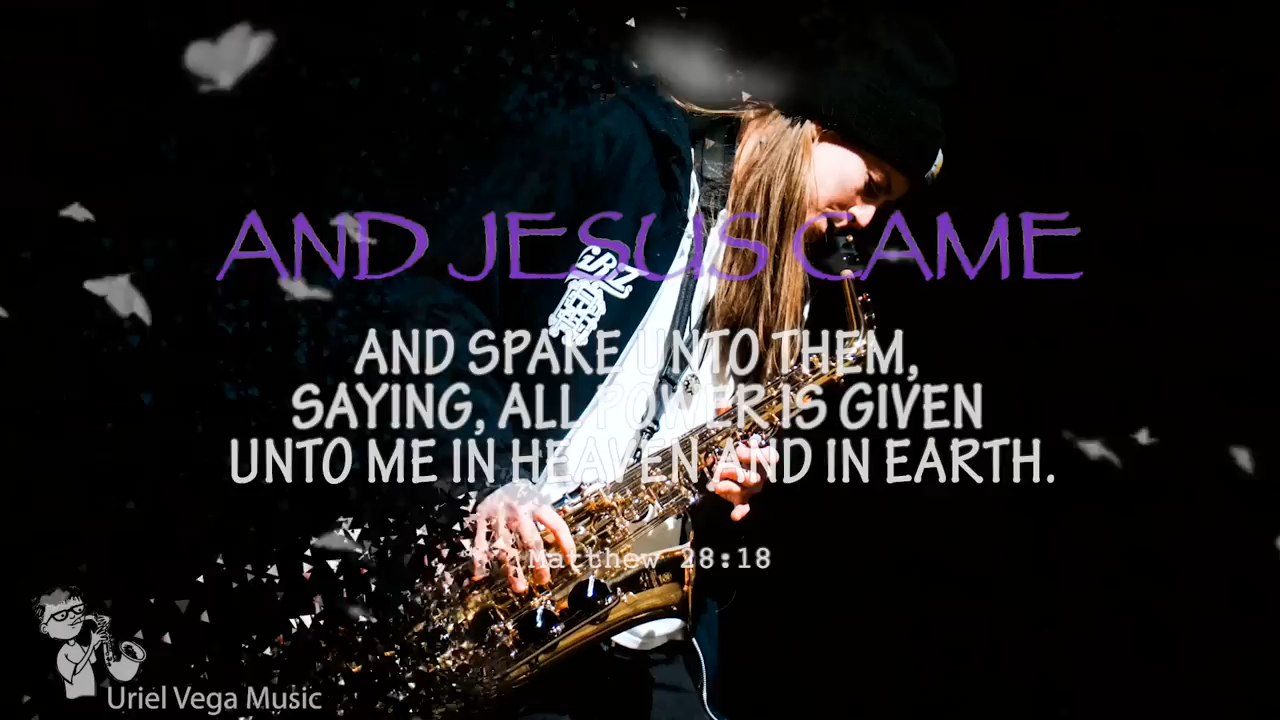 AND JESUS CAME
GRiZ
AND SPAKE UNTO THEM,
SAYING, ALL POWER IS GIVEN
UNTO ME IN HEAVEN AND IN EARTH.
Matthew 28:18
Uriel Vega Music